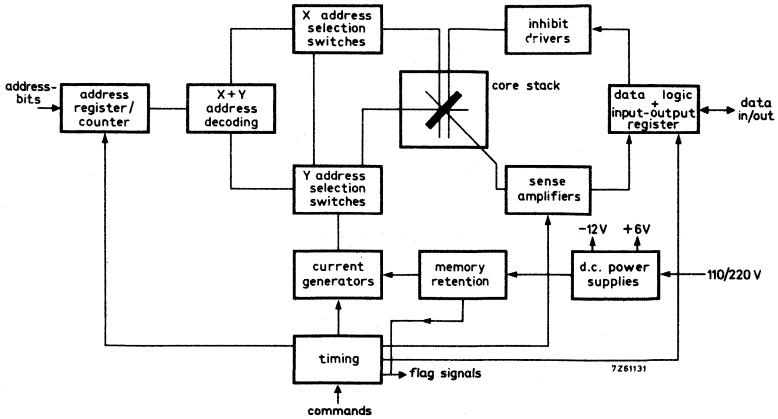 X address
selection
switches
inhibit
drivers
address-
bits
address
register/
counter
X+Y
address
decoding
core stack
data logic
+
input-output
register
data
in/out
Y address
selection
switches
sense
amplifiers
-12V
+6V
current
generators
memory
retention
d.c. power
supplies
110/220 V
timing
flag signals
7Z61131
commands